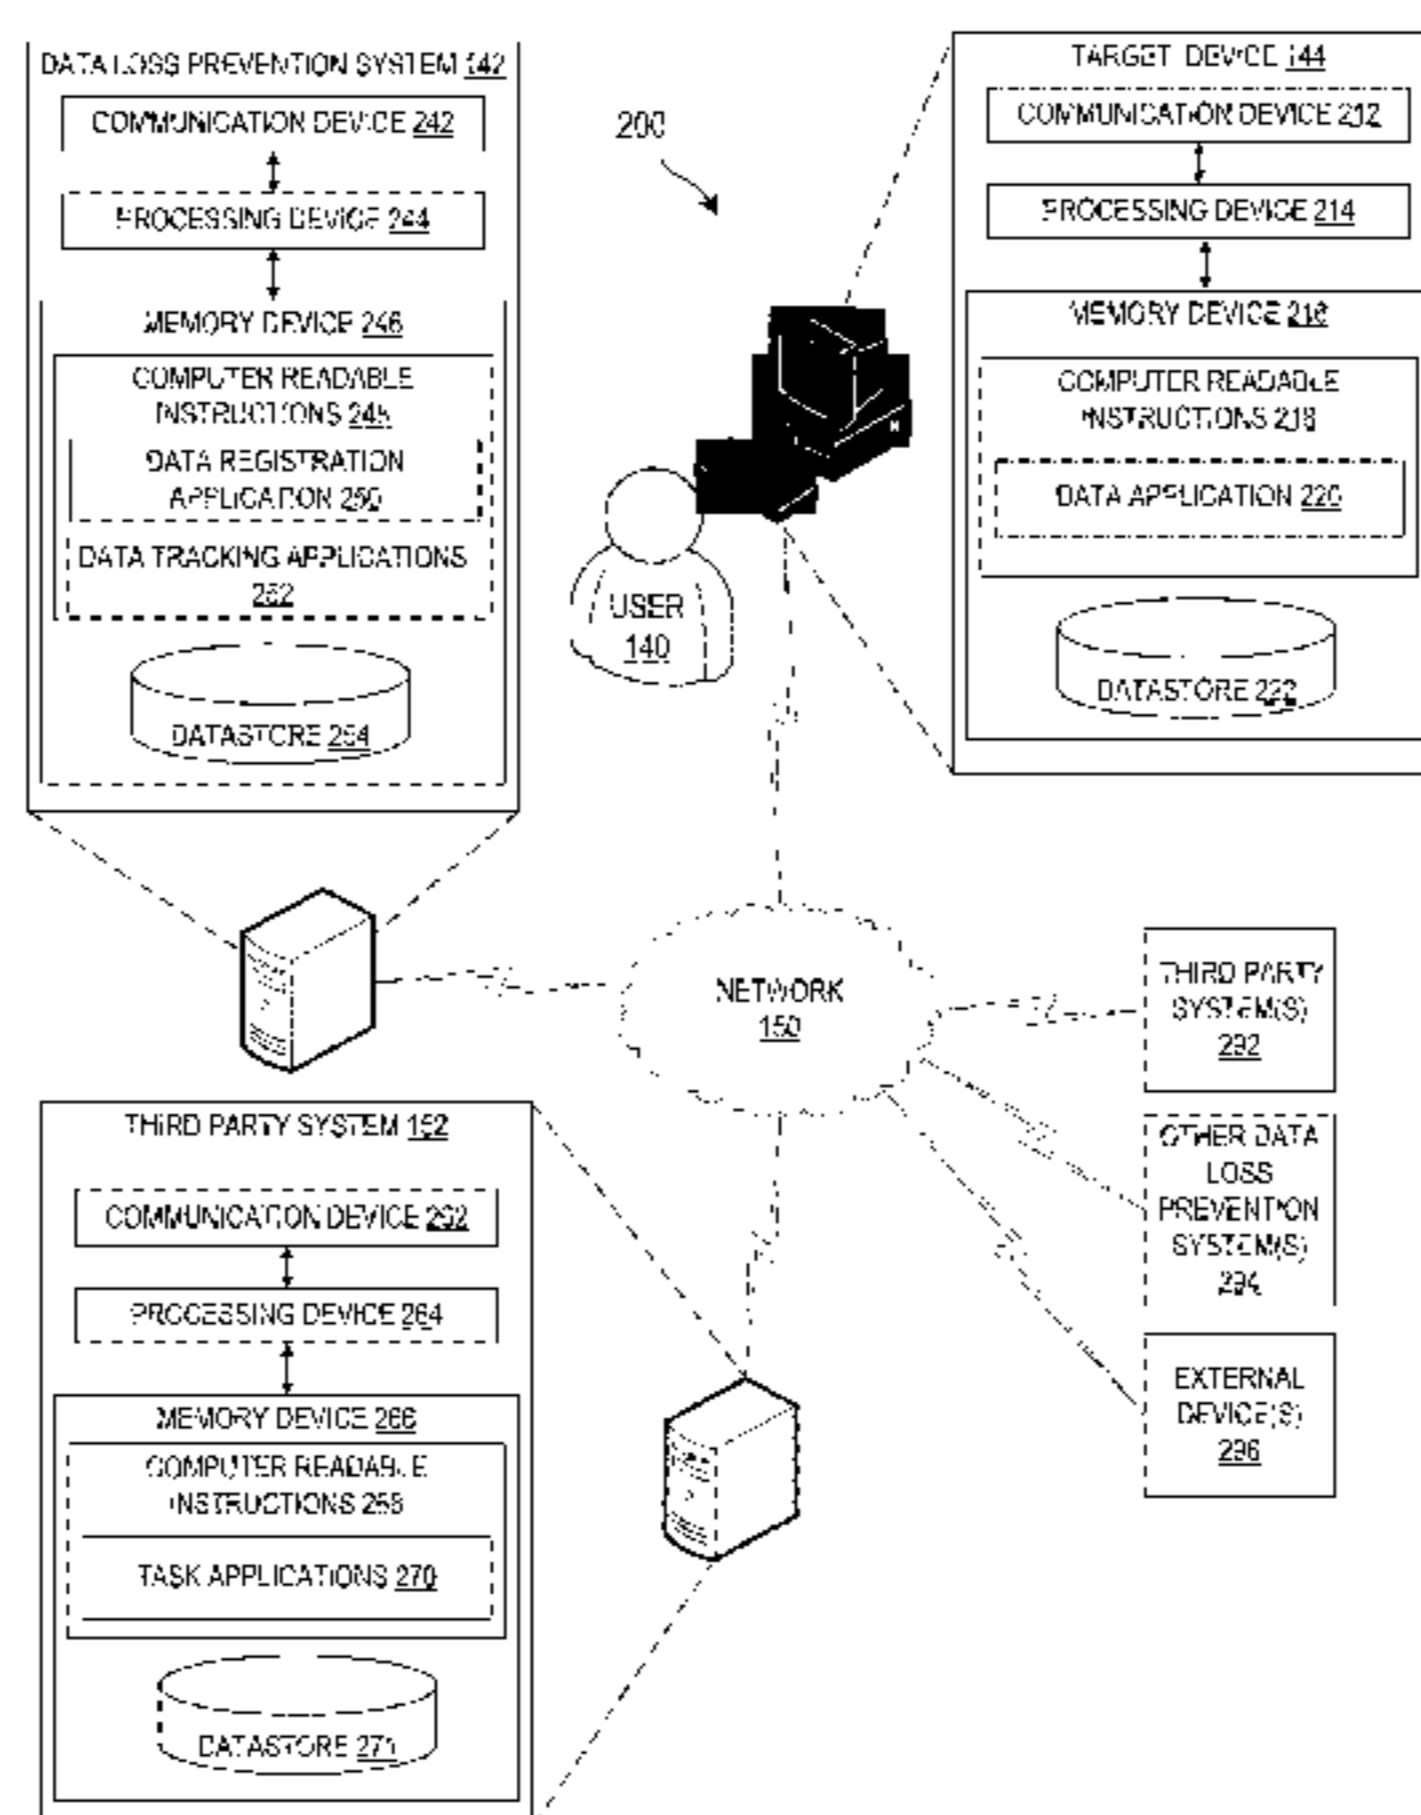 DATA LOSS PREVENTION SYSTEM 142
COMMUNICATION DEVICE 242
PROCESSING DEVICE 244
MEMORY DEVICE 246
COMPUTER READABLE
INSTRUCTIONS 248
DATA REGISTRATION
APPLICATION 250
DATA TRACKING APPLICATIONS
252
DATASTORE 254
200
TARGET DEVICE 144
COMMUNICATION DEVICE 212
PROCESSING DEVICE 214
MEMORY DEVICE 216
COMPUTER READABLE
INSTRUCTIONS 218
DATA APPLICATION 220
DATASTORE 222
USER
140
NETWORK
150
THIRD PARTY
SYSTEM(S)
292
OTHER DATA
LOSS
PREVENTION
SYSTEM(S)
294
EXTERNAL
DEVICE(S)
296
THIRD PARTY SYSTEM 152
COMMUNICATION DEVICE 262
PROCESSING DEVICE 264
MEMORY DEVICE 266
COMPUTER READABLE
INSTRUCTIONS 268
TASK APPLICATIONS 270
DATASTORE